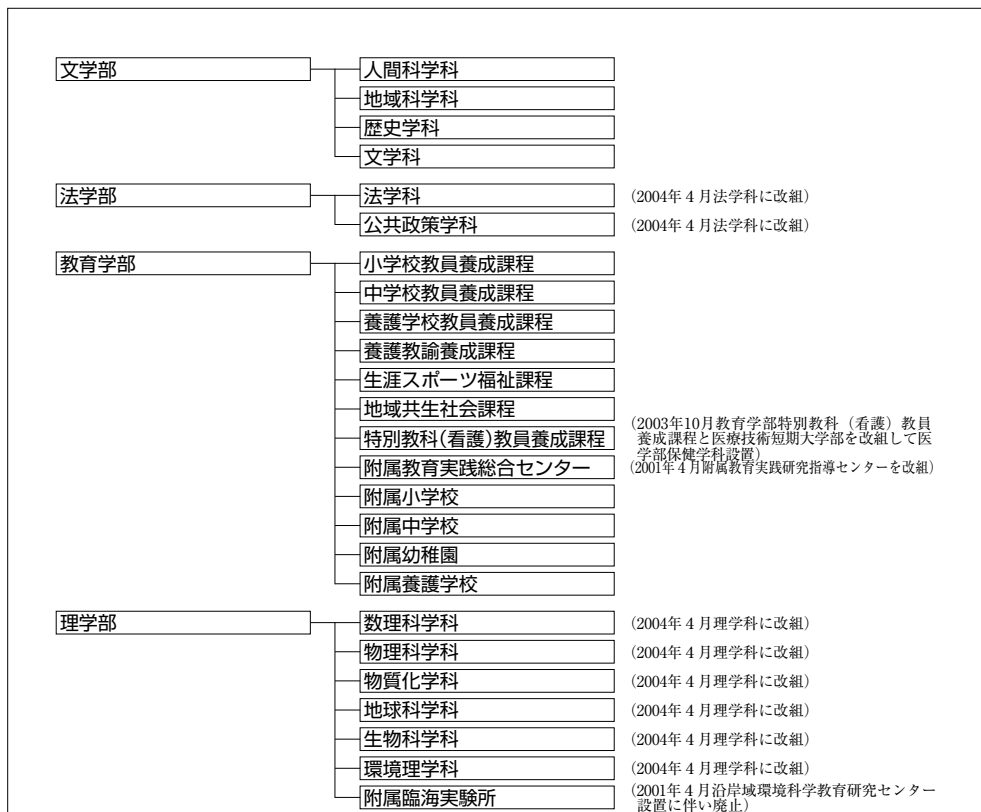 文学部
人間科学科
地域科学科
歴史学科
文学科
法学部
法学科
(2004年4月法学科に改組)
公共政策学科
(2004年4月法学科に改組)
教育学部
小学校教員養成課程
中学校教員養成課程
養護学校教員養成課程
養護教諭養成課程
生涯スポーツ福祉課程
地域共生社会課程
特別教科(看護)教員養成課程
(2003年10月教育学部特別教科(看護)教員
養成課程と医療技術短期大学部を改組して医
学部保健学科設置)
附属教育実践総合センター
(2001年4月附属教育実践研究指導センターを改組)
附属小学校
附属中学校
附属幼稚園
附属養護学校
理学部
数理科学科
(2004年4月理学科に改組)
物理科学科
(2004年4月理学科に改組)
物質化学科
(2004年4月理学科に改組)
地球科学科
(2004年4月理学科に改組)
生物科学科
(2004年4月理学科に改組)
環境理学科
(2004年4月理学科に改組)
附属臨海実験所
(2001年4月沿岸域環境科学教育研究センター
設置に伴い廃止)